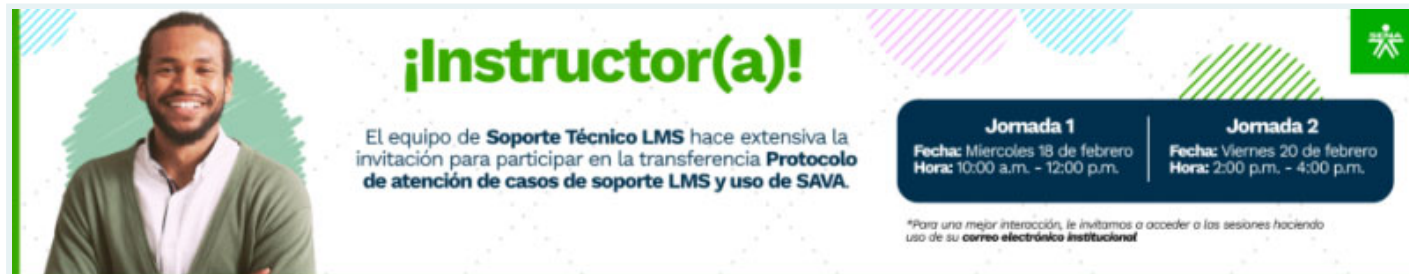 ¡Instructor(a)!
El equipo de Soporte Técnico LMS hace extensiva la
invitación para participar en la transferencia Protocolo
de atención de casos de soporte LMS y uso de SAVA.
SENA
Jornada 1
Fecha: Miercoles 18 de febrero
Hora: 10:00 a.m. - 12:00 p.m.
Jornada 2
Fecha: Viernes 20 de febrero
Hora: 2:00 p.m. - 4:00 p.m.
*Para una mejor interacción, le invitamos a acceder a las sesiones haciendo
uso de su correo electrónico institucional